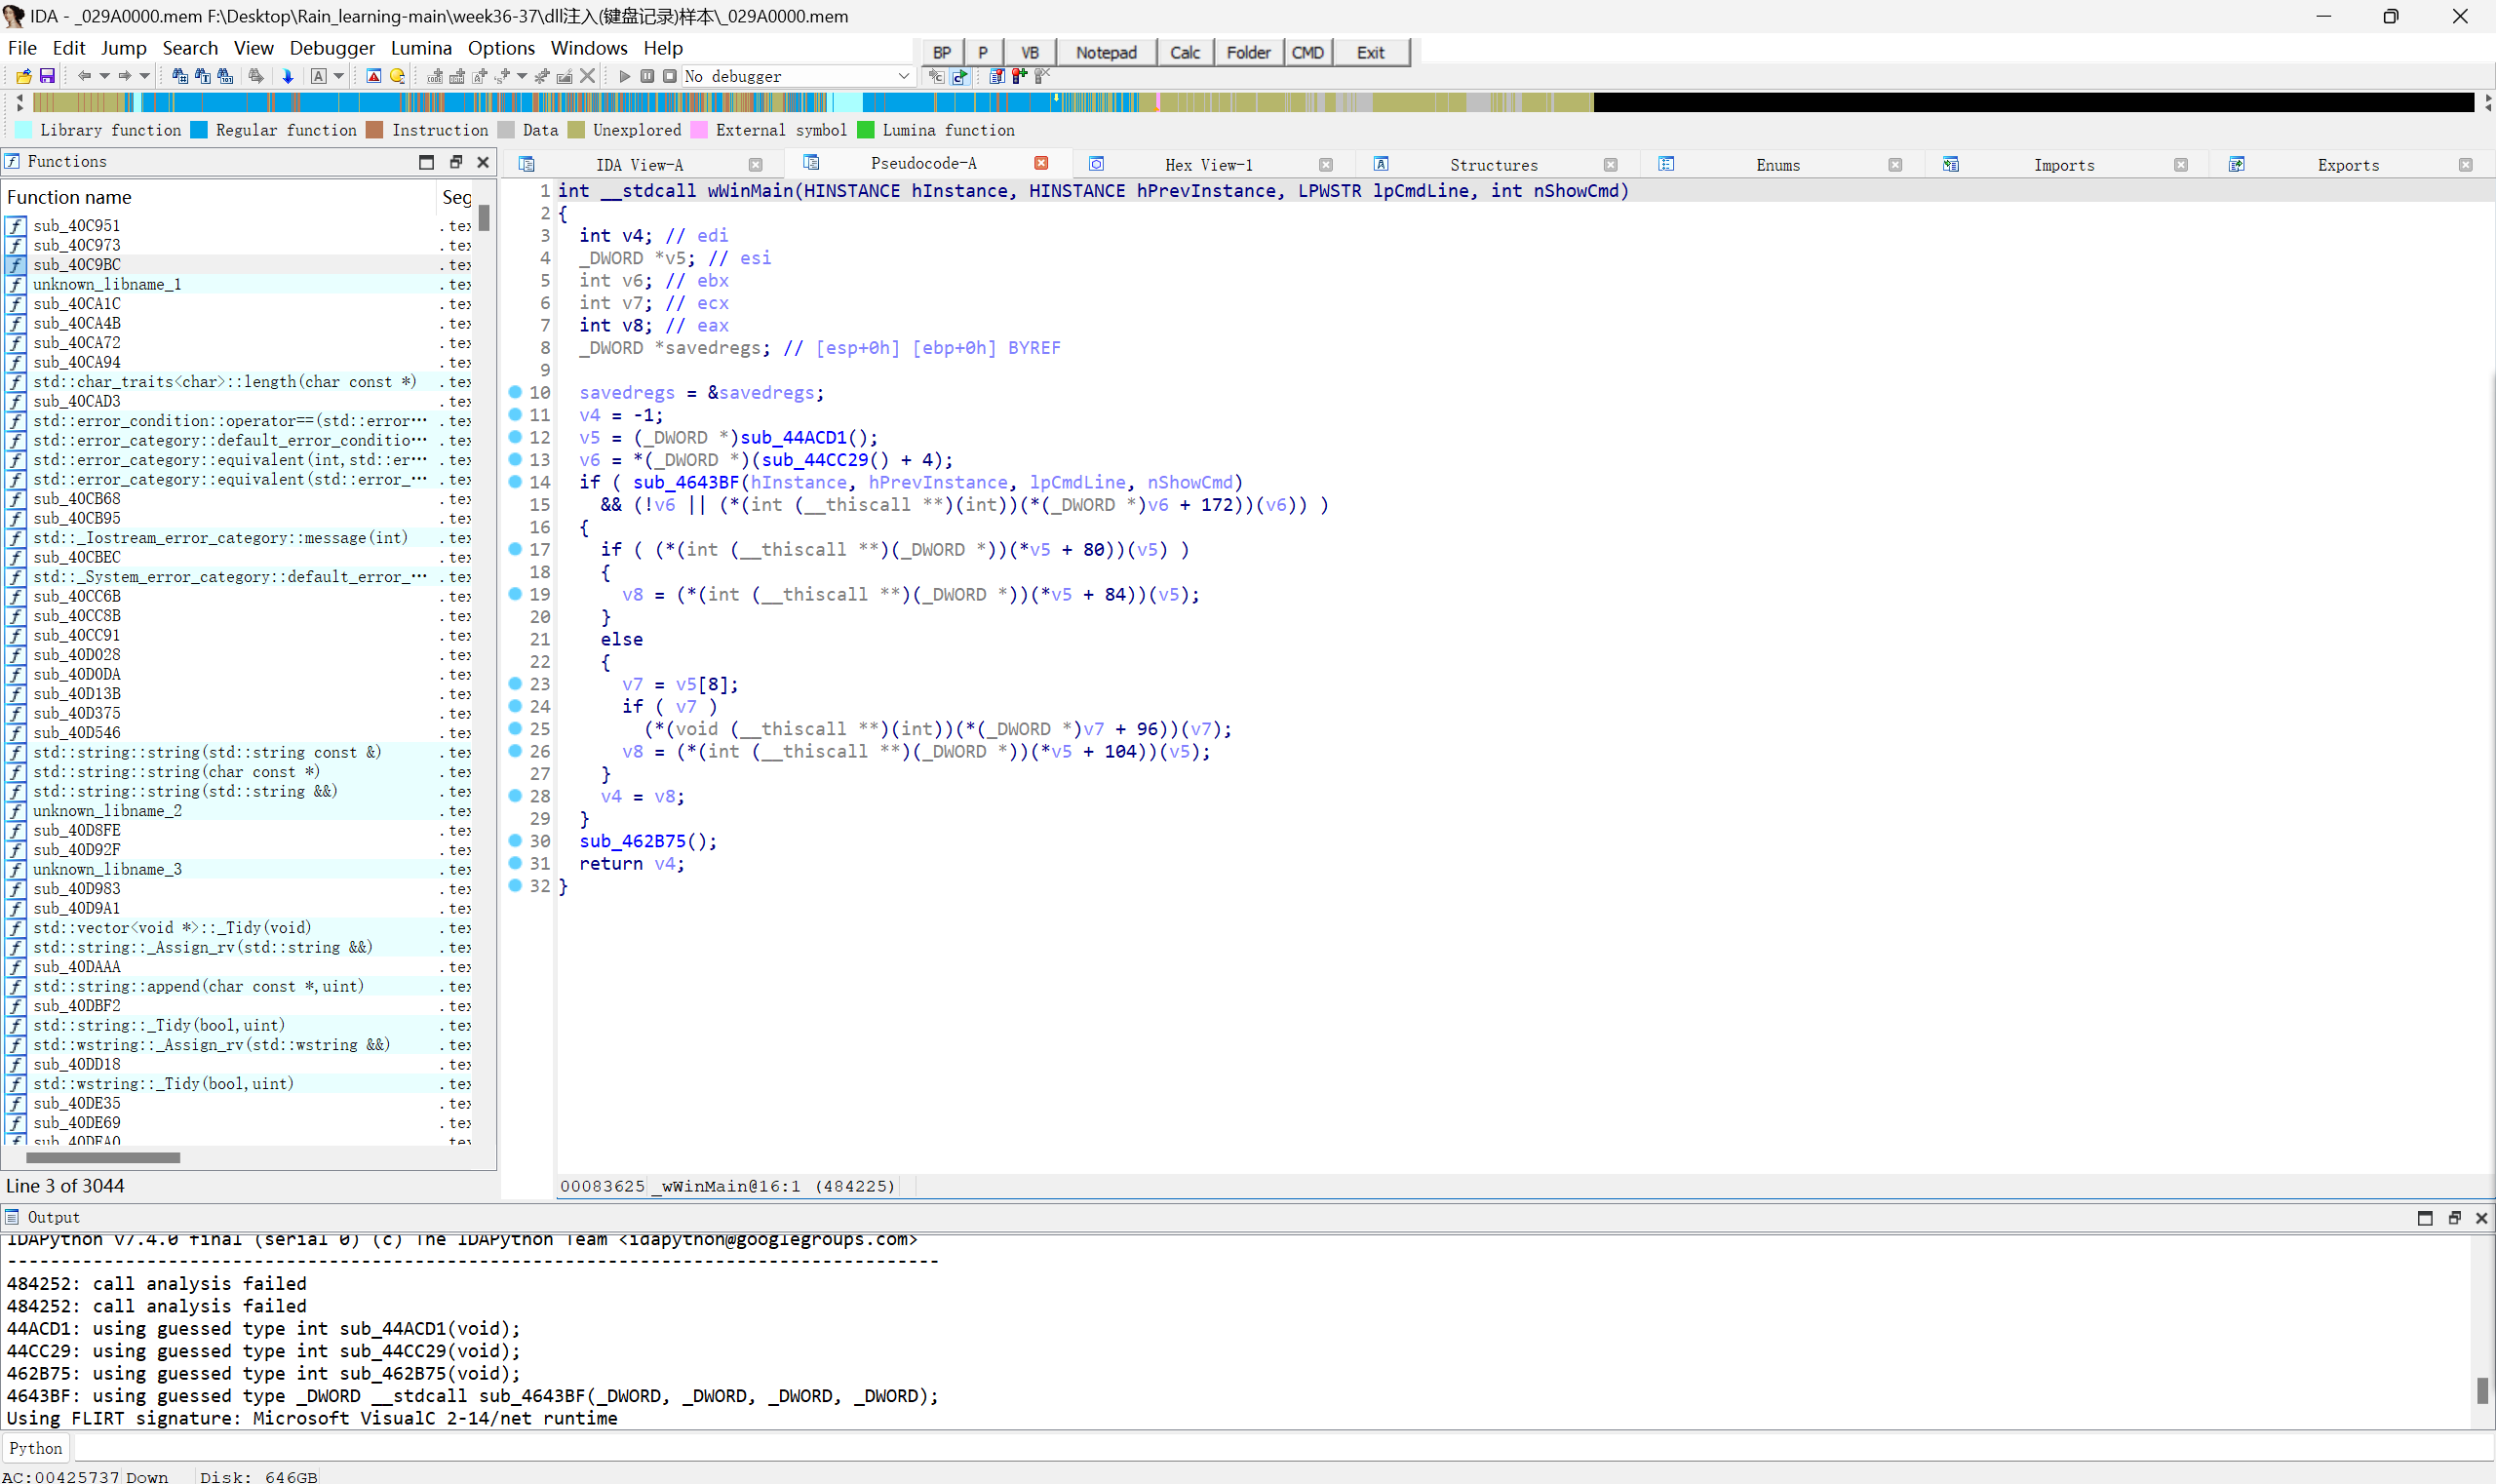 IDA - _029A0000.mem F:\Desktop\Rain_learning-main\week36-37\dll注入(键盘记录)样本\_029A0000.mem
File Edit Jump Search View Debugger Lumina Options Windows Help
BP P VB Notepad Calc Folder CMD Exit
No debugger
Library function Regular function Instruction Data Unexplored External symbol Lumina function
Functions
Function name Seg
sub_40C951 .tex
sub_40C973 .tex
sub_40C9BC .tex
unknown_libname_1 .tex
sub_40CA1C .tex
sub_40CA4B .tex
sub_40CA72 .tex
sub_40CA94 .tex
std::char_traits<char>::length(char const *) .tex
sub_40CAD3 .tex
std::error_condition::operator==(std::error… .tex
std::error_category::default_error_conditio… .tex
std::error_category::equivalent(int,std::er… .tex
std::error_category::equivalent(std::error_… .tex
sub_40CB68 .tex
sub_40CB95 .tex
std::_Iostream_error_category::message(int) .tex
sub_40CBEC .tex
std::_System_error_category::default_error_… .tex
sub_40CC6B .tex
sub_40CC8B .tex
sub_40CC91 .tex
sub_40D028 .tex
sub_40D0DA .tex
sub_40D13B .tex
sub_40D375 .tex
sub_40D546 .tex
std::string::string(std::string const &) .tex
std::string::string(char const *) .tex
std::string::string(std::string &&) .tex
unknown_libname_2 .tex
sub_40D8FE .tex
sub_40D92F .tex
unknown_libname_3 .tex
sub_40D983 .tex
sub_40D9A1 .tex
std::vector<void *>::_Tidy(void) .tex
std::string::_Assign_rv(std::string &&) .tex
sub_40DAAA .tex
std::string::append(char const *,uint) .tex
sub_40DBF2 .tex
std::string::_Tidy(bool,uint) .tex
std::wstring::_Assign_rv(std::wstring &&) .tex
sub_40DD18 .tex
std::wstring::_Tidy(bool,uint) .tex
sub_40DE35 .tex
sub_40DE69 .tex
sub_40DEA0 .tex
Line 3 of 3044
IDA View-A Pseudocode-A Hex View-1 Structures Enums Imports Exports
1 int __stdcall wWinMain(HINSTANCE hInstance, HINSTANCE hPrevInstance, LPWSTR lpCmdLine, int nShowCmd)
2 {
3 int v4; // edi
4 _DWORD *v5; // esi
5 int v6; // ebx
6 int v7; // ecx
7 int v8; // eax
8 _DWORD *savedregs; // [esp+0h] [ebp+0h] BYREF
9
10 savedregs = &savedregs;
11 v4 = -1;
12 v5 = (_DWORD *)sub_44ACD1();
13 v6 = *(_DWORD *)(sub_44CC29() + 4);
14 if ( sub_4643BF(hInstance, hPrevInstance, lpCmdLine, nShowCmd)
15 && (!v6 || (*(int (__thiscall **)(int))(*(_DWORD *)v6 + 172))(v6)) )
16 {
17 if ( (*(int (__thiscall **)(_DWORD *))(*v5 + 80))(v5) )
18 {
19 v8 = (*(int (__thiscall **)(_DWORD *))(*v5 + 84))(v5);
20 }
21 else
22 {
23 v7 = v5[8];
24 if ( v7 )
25 (*(void (__thiscall **)(int))(*(_DWORD *)v7 + 96))(v7);
26 v8 = (*(int (__thiscall **)(_DWORD *))(*v5 + 104))(v5);
27 }
28 v4 = v8;
29 }
30 sub_462B75();
31 return v4;
32 }
00083625 _wWinMain@16:1 (484225)
Output
IDAPython v7.4.0 final (serial 0) (c) The IDAPython Team <idapython@googlegroups.com>
---------------------------------------------------------------------------------------
484252: call analysis failed
484252: call analysis failed
44ACD1: using guessed type int sub_44ACD1(void);
44CC29: using guessed type int sub_44CC29(void);
462B75: using guessed type int sub_462B75(void);
4643BF: using guessed type _DWORD __stdcall sub_4643BF(_DWORD, _DWORD, _DWORD, _DWORD);
Using FLIRT signature: Microsoft VisualC 2-14/net runtime
Python
AC:00425737 Down Disk: 646GB